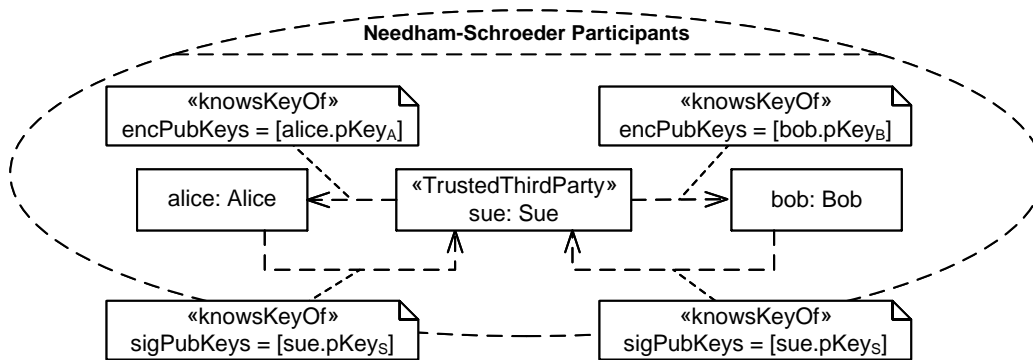 Needham-Schroeder Participants
«knowsKeyOf»
encPubKeys = [alice.pKeyA]
«knowsKeyOf»
encPubKeys = [bob.pKeyB]
alice: Alice
«TrustedThirdParty»
sue: Sue
bob: Bob
«knowsKeyOf»
sigPubKeys = [sue.pKeyS]
«knowsKeyOf»
sigPubKeys = [sue.pKeyS]